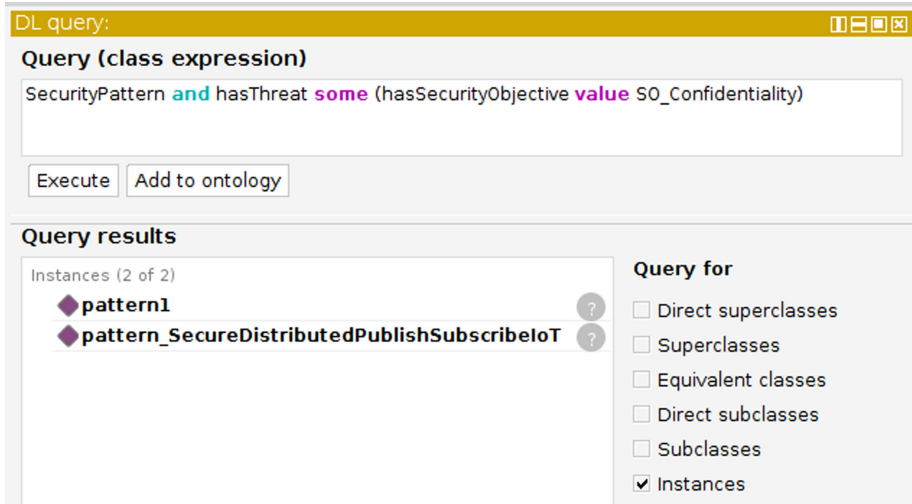 DL query:
Query (class expression)
SecurityPattern and hasThreat some (hasSecurityObjective value SO_Confidentiality)
Execute Add to ontology
Query results
Instances (2 of 2)
pattern1 ?
pattern_SecureDistributedPublishSubscribeIoT ?
Query for
Direct superclasses
Superclasses
Equivalent classes
Direct subclasses
Subclasses
Instances